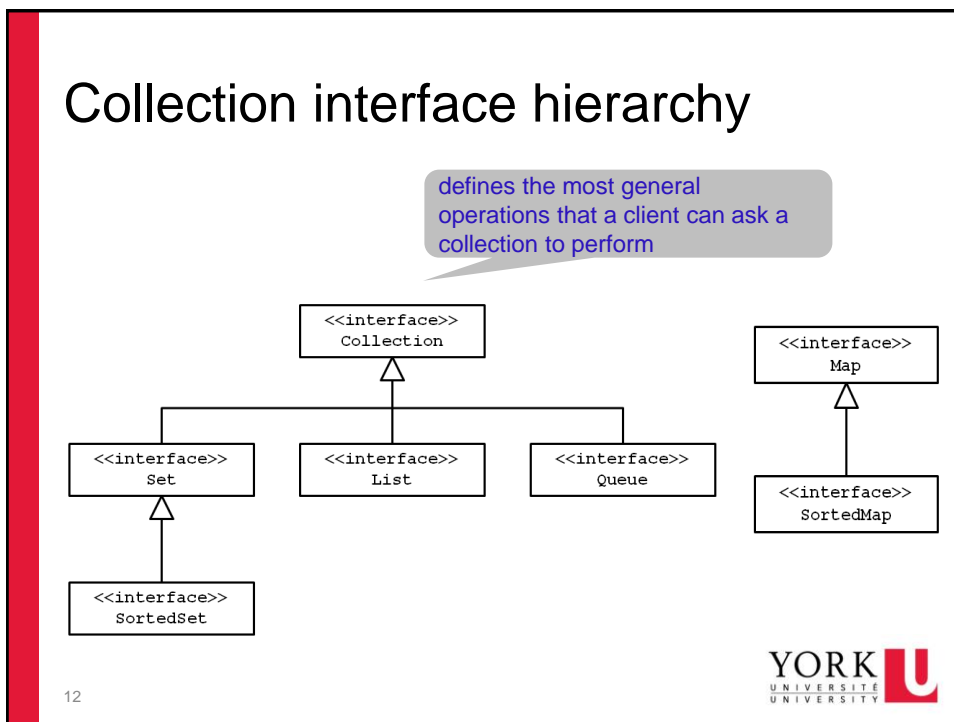 Collection interface hierarchy
defines the most general
operations that a client can ask a
collection to perform
<<interface>>
Collection
<<interface>>
Map
<<interface>>
Set
<<interface>>
List
<<interface>>
Queue
<<interface>>
SortedMap
<<interface>>
SortedSet
YORK U
UNIVERSITÉ
UNIVERSITY
12